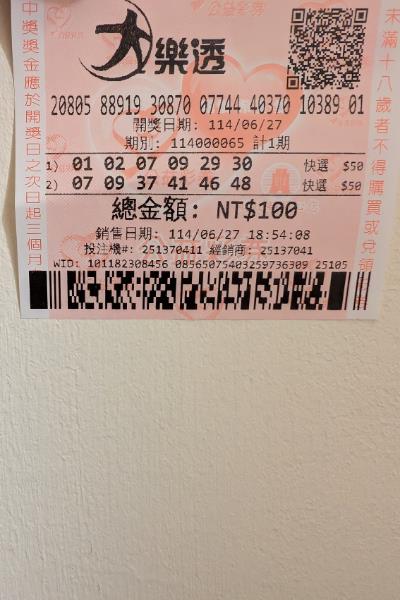 公益彩券
大樂透
20805 88919 30870 07744 40370 10389 01
開獎日期: 114/06/27
期別: 114000065 計1期
1) 01 02 07 09 29 30 快選 $50
2) 07 09 37 41 46 48 快選 $50
總金額: NT$100
銷售日期: 114/06/27 18:54:08
投注機#: 251370411 經銷商: 25137041
WID: 101182308456 08565075403259736309 25105
中獎獎金應於開獎日之次日起三個月
未滿十八歲者不得購買或兌領